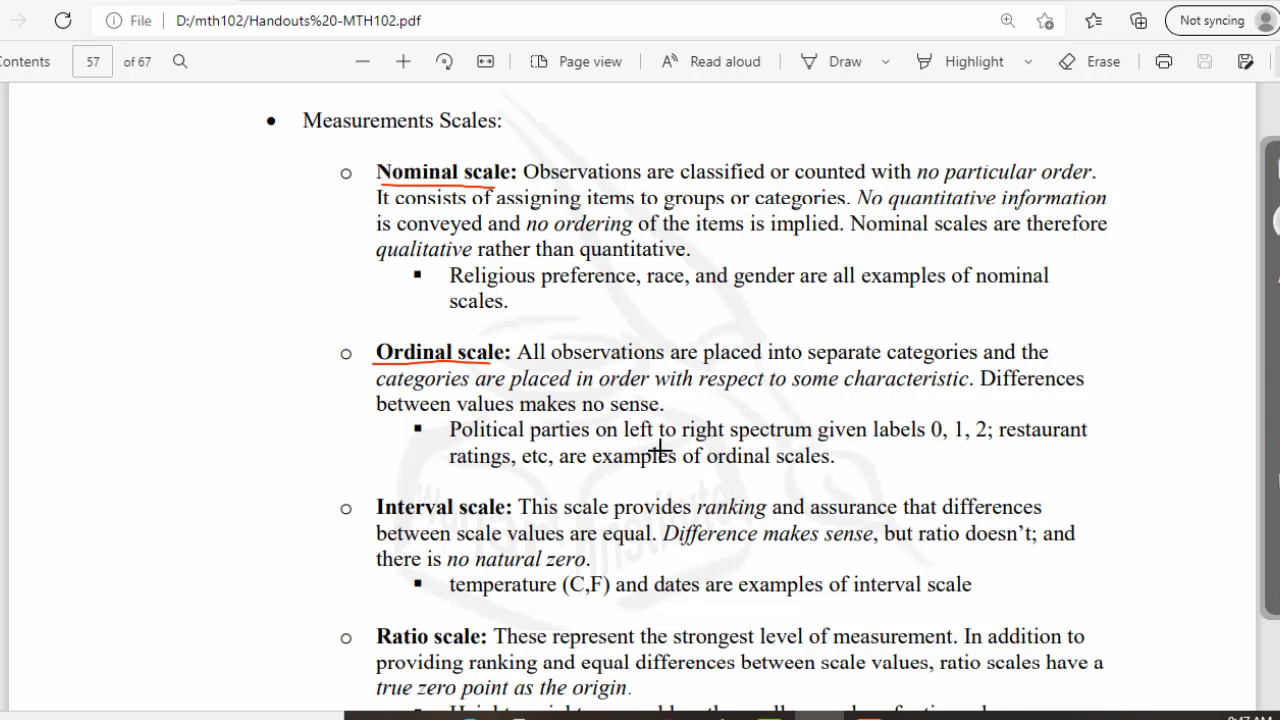 File
D:/mth102/Handouts%20-MTH102.pdf
Not syncing
ontents
57
of 67
Page view
Read aloud
Draw
Highlight
Erase
• Measurements Scales:
o Nominal scale: Observations are classified or counted with no particular order.
It consists of assigning items to groups or categories. No quantitative information
is conveyed and no ordering of the items is implied. Nominal scales are therefore
qualitative rather than quantitative.
▪ Religious preference, race, and gender are all examples of nominal
scales.
o Ordinal scale: All observations are placed into separate categories and the
categories are placed in order with respect to some characteristic. Differences
between values makes no sense.
▪ Political parties on left to right spectrum given labels 0, 1, 2; restaurant
ratings, etc, are examples of ordinal scales.
o Interval scale: This scale provides ranking and assurance that differences
between scale values are equal. Difference makes sense, but ratio doesn't; and
there is no natural zero.
▪ temperature (C,F) and dates are examples of interval scale
o Ratio scale: These represent the strongest level of measurement. In addition to
providing ranking and equal differences between scale values, ratio scales have a
true zero point as the origin.